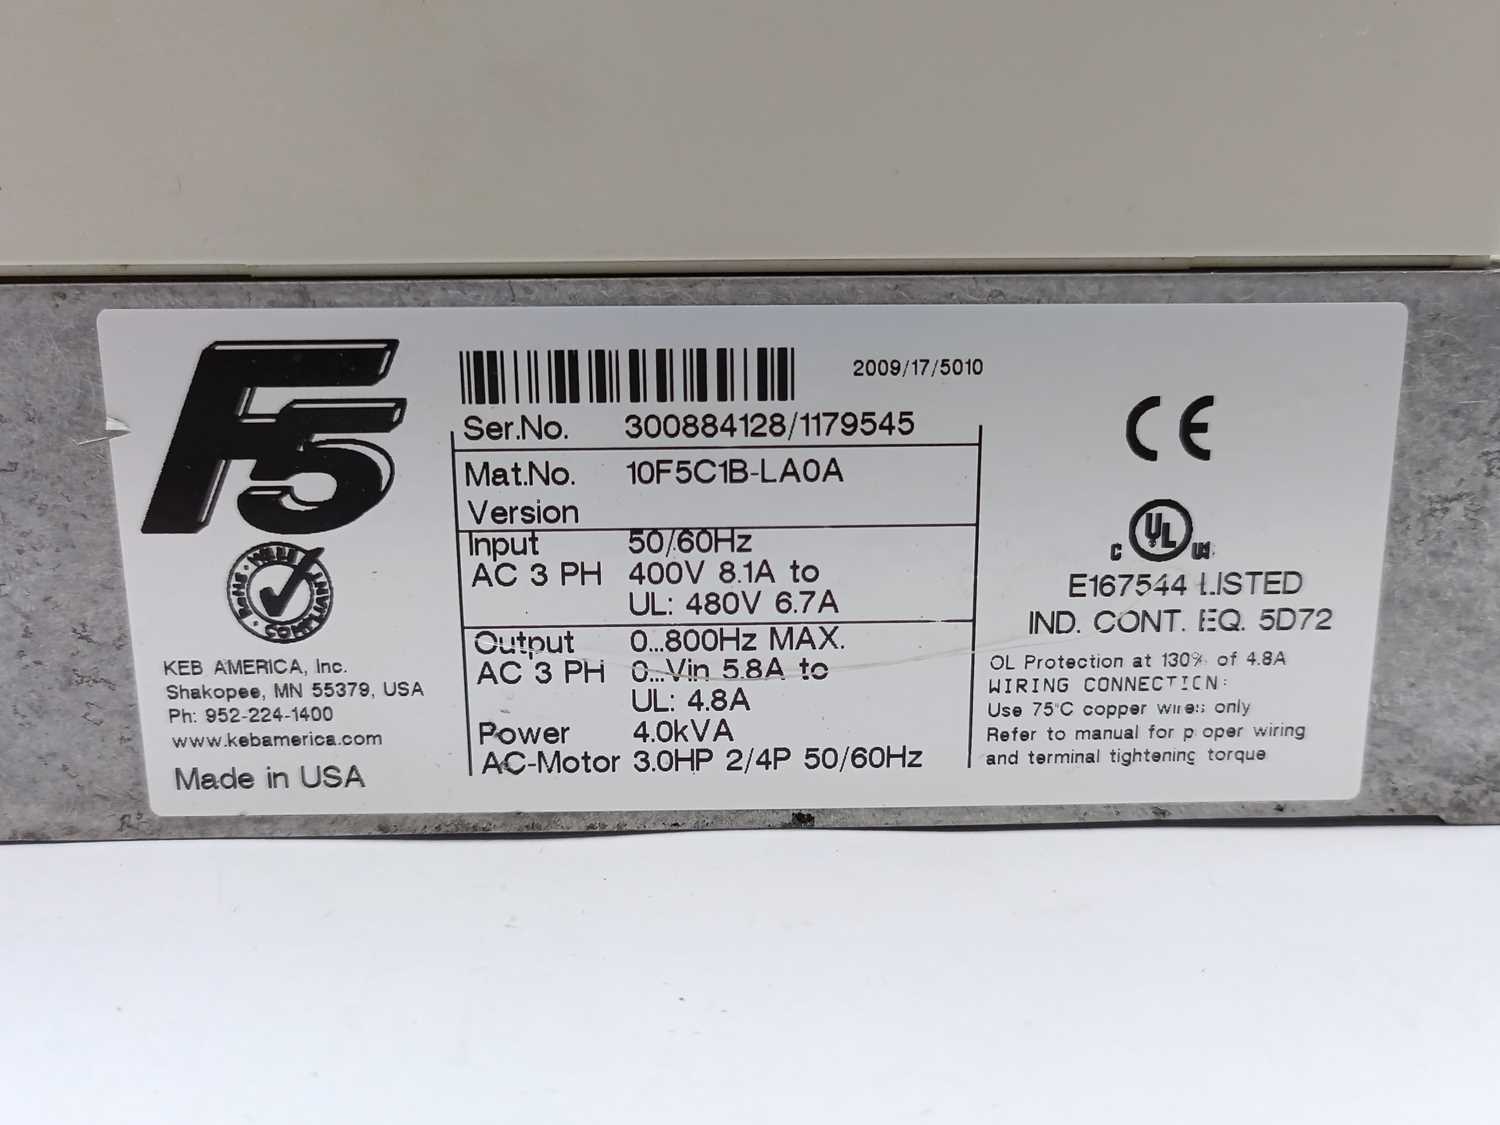 F5
2009/17/5010
Ser.No. 300884128/1179545
Mat.No. 10F5C1B-LA0A
Version
Input 50/60Hz
AC 3 PH 400V 8.1A to
UL: 480V 6.7A
Output 0...800Hz MAX.
AC 3 PH 0...Vin 5.8A to
UL: 4.8A
Power 4.0kVA
AC-Motor 3.0HP 2/4P 50/60Hz
RoHS · WEEE
COMPLIANT
KEB AMERICA, Inc.
Shakopee, MN 55379, USA
Ph: 952-224-1400
www.kebamerica.com
Made in USA
CE
C UL US
E167544 LISTED
IND. CONT. EQ. 5D72
OL Protection at 130% of 4.8A
WIRING CONNECTION:
Use 75°C copper wires only
Refer to manual for proper wiring
and terminal tightening torque